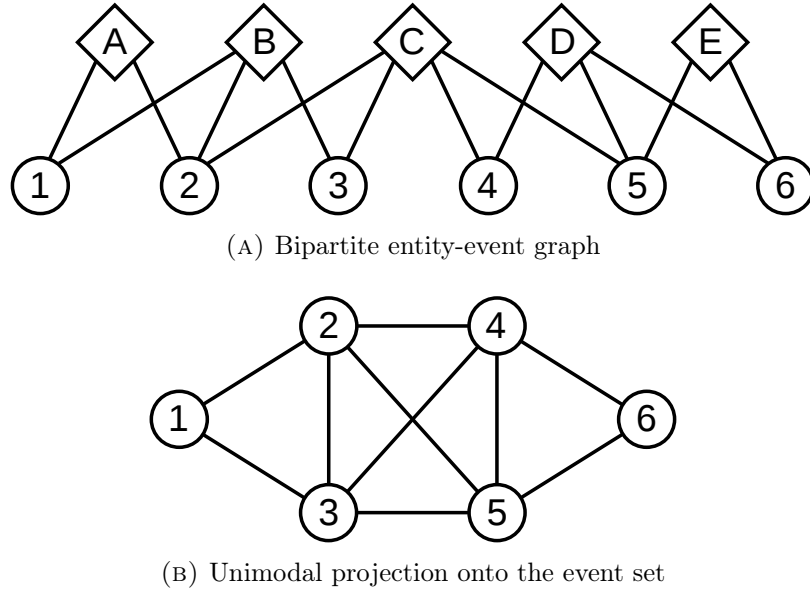 A B C D E
1 2 3 4 5 6
(A) Bipartite entity-event graph
2 4
1 6
3 5
(B) Unimodal projection onto the event set